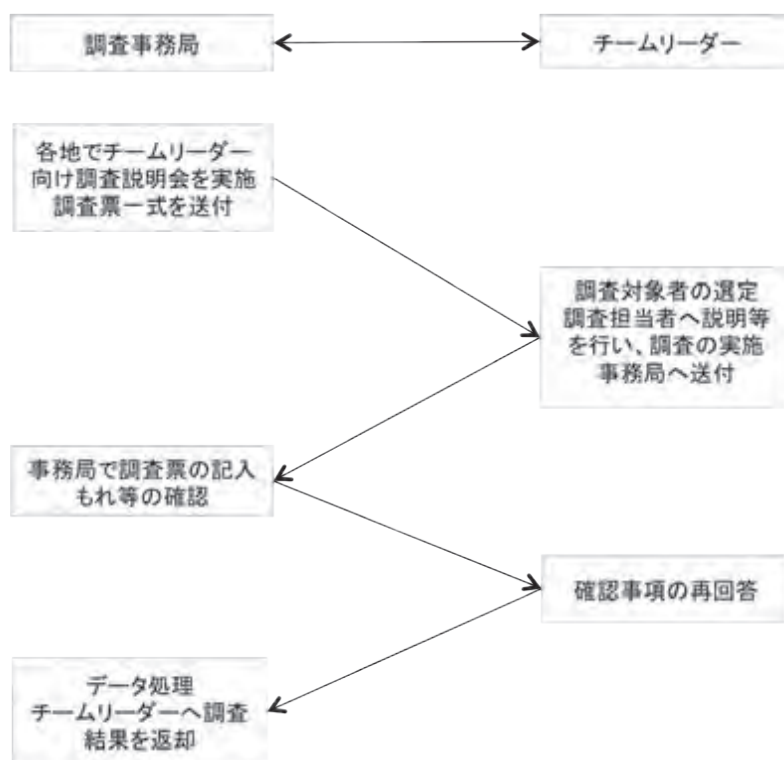 調査事務局
チームリーダー
各地でチームリーダー
向け調査説明会を実施
調査票一式を送付
調査対象者の選定
調査担当者へ説明等
を行い、調査の実施
事務局へ送付
事務局で調査票の記入
もれ等の確認
確認事項の再回答
データ処理
チームリーダーへ調査
結果を返却